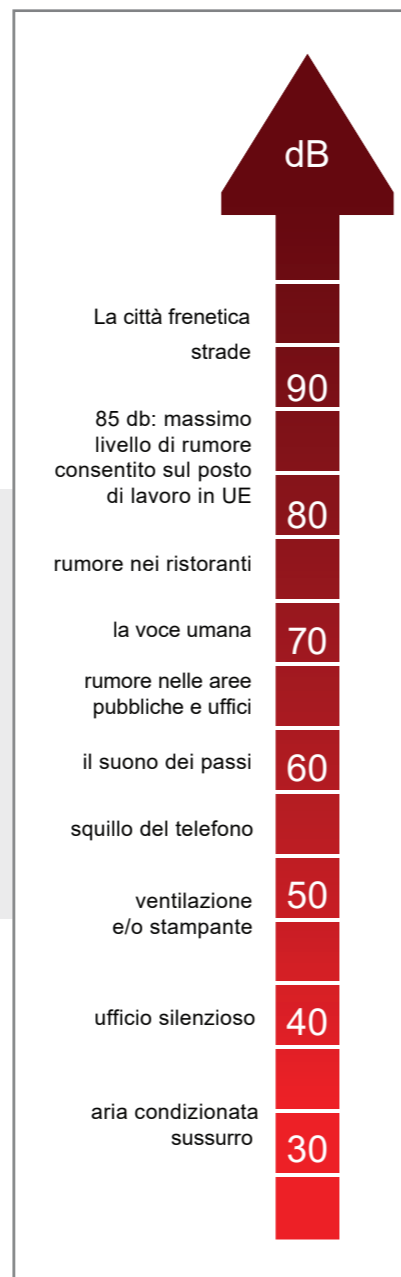 dB
La città frenetica
strade
90
85 db: massimo
livello di rumore
consentito sul posto
di lavoro in UE
80
rumore nei ristoranti
la voce umana
70
rumore nelle aree
pubbliche e uffici
il suono dei passi
60
squillo del telefono
50
ventilazione
e/o stampante
ufficio silenzioso
40
aria condizionata
sussurro
30